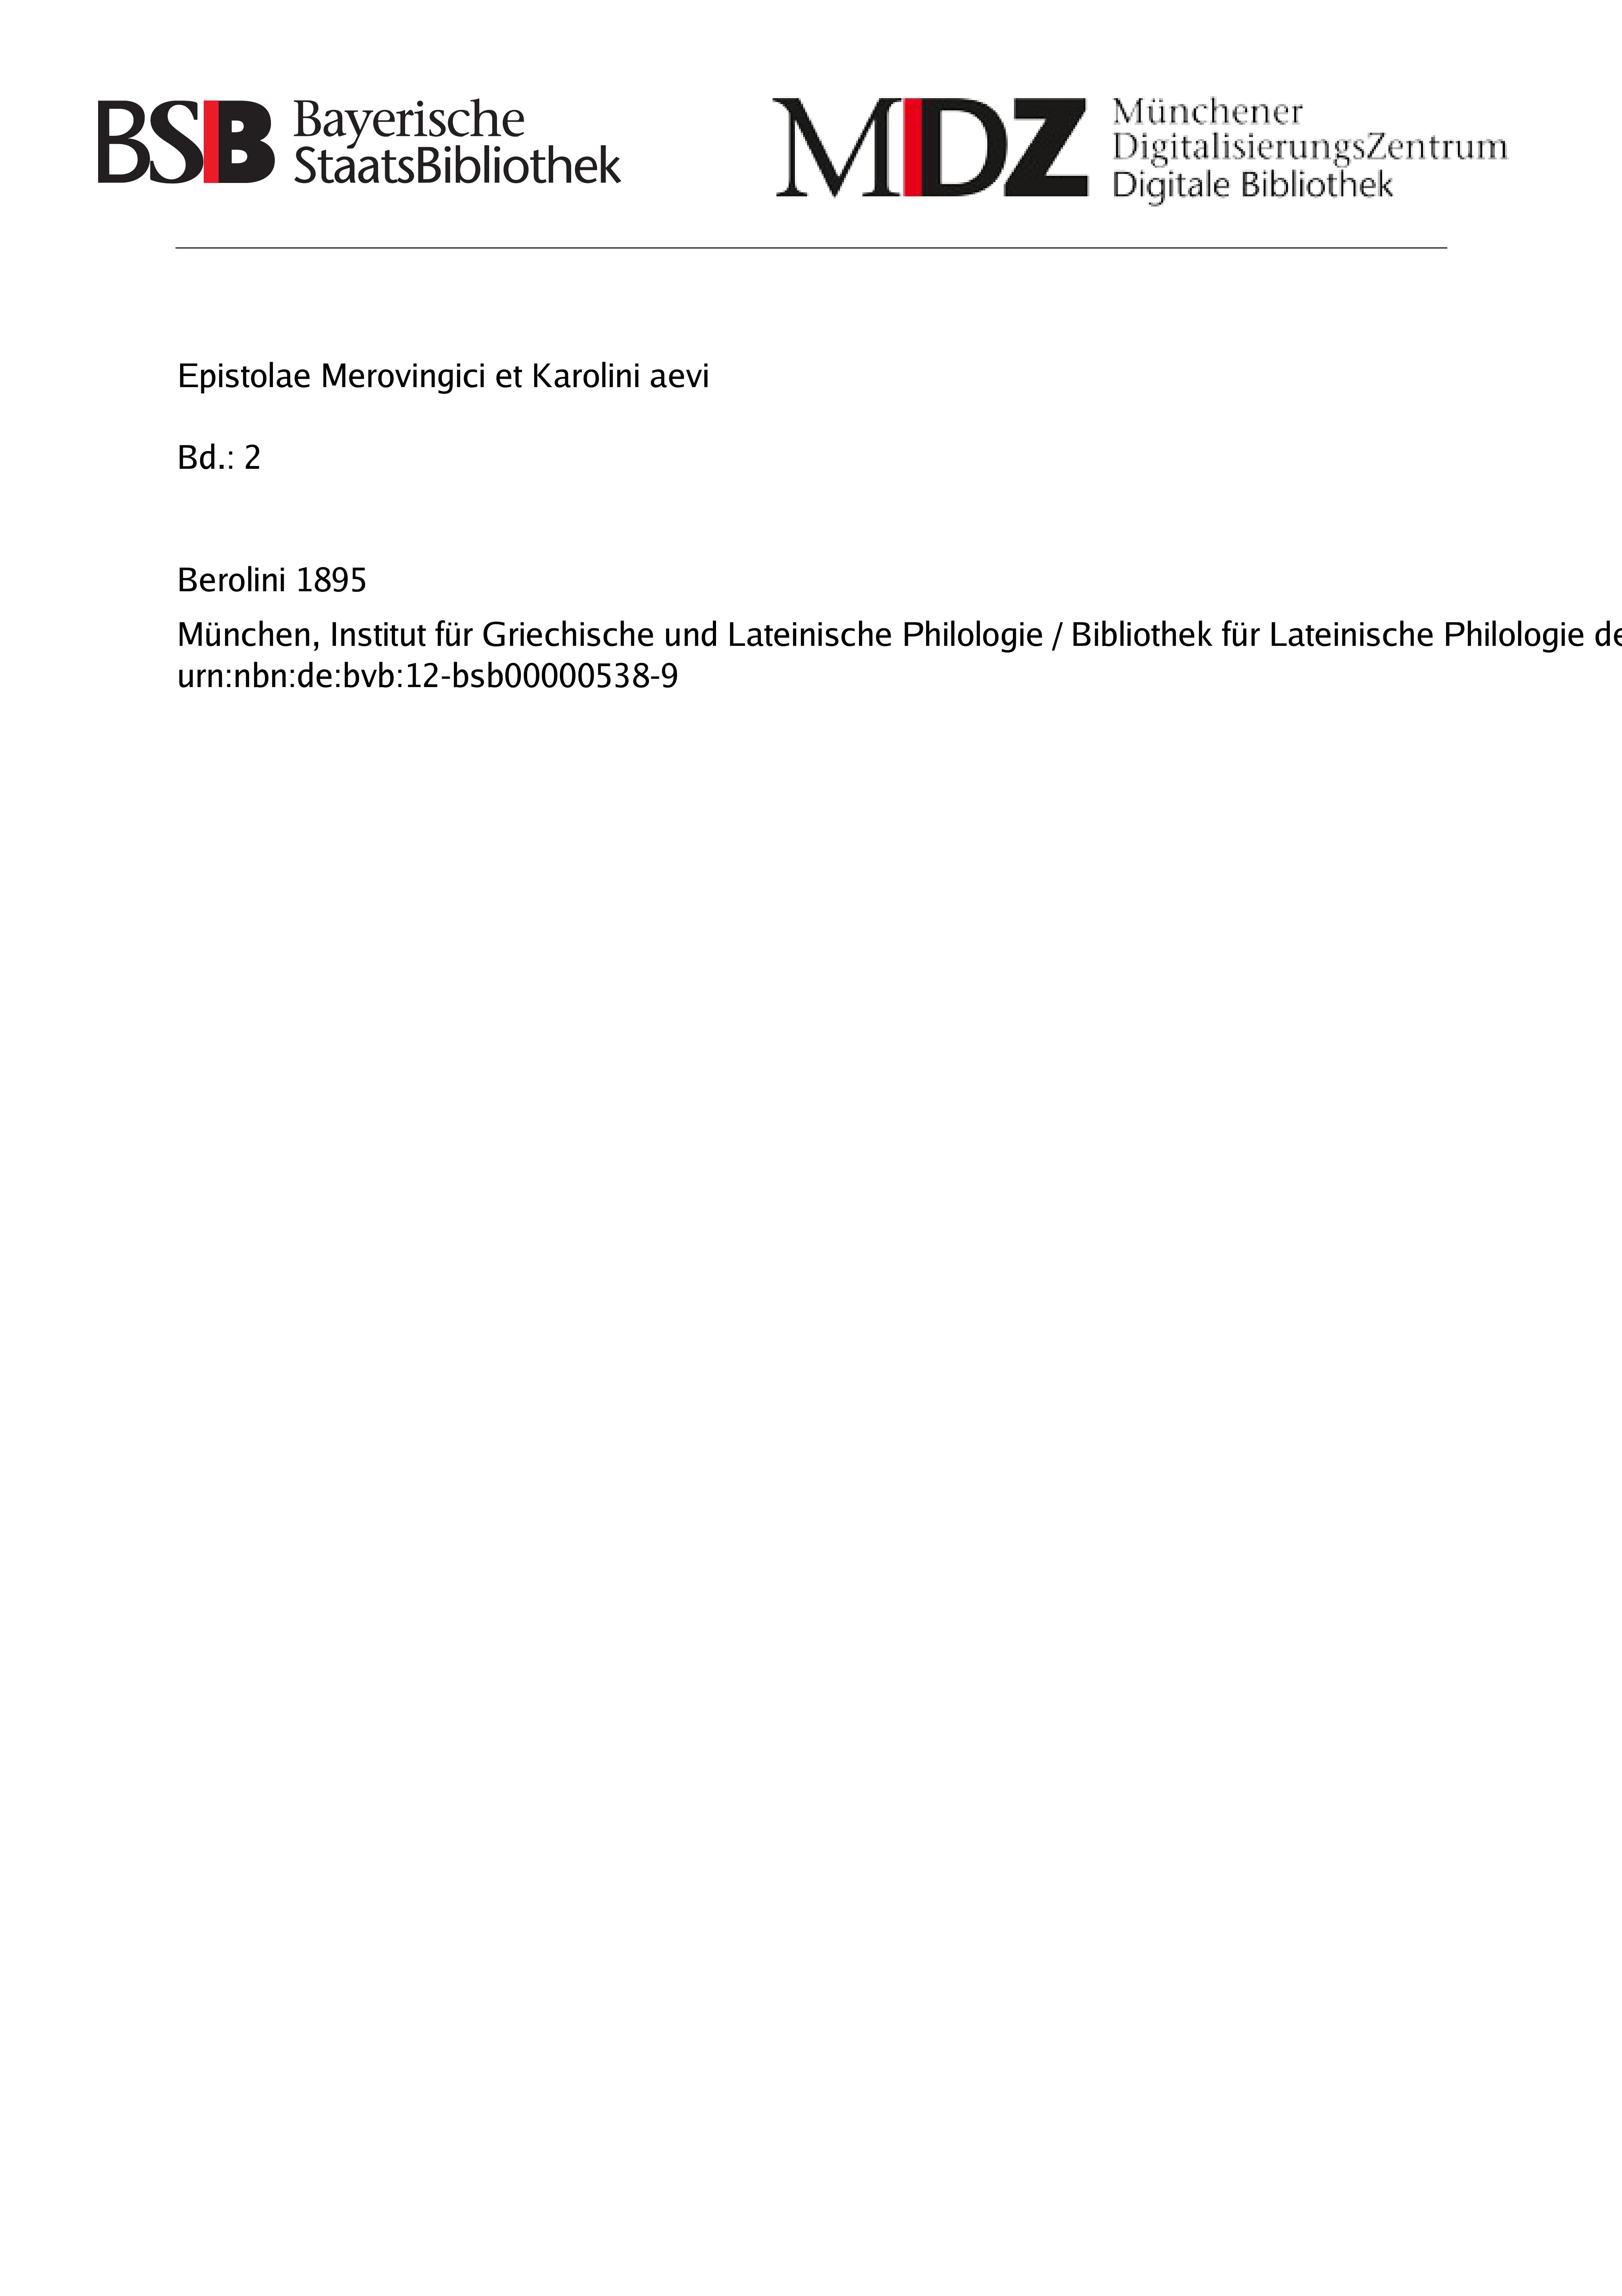 BSB Bayerische
StaatsBibliothek
MDZ Münchener
DigitalisierungsZentrum
Digitale Bibliothek
Epistolae Merovingici et Karolini aevi
Bd.: 2
Berolini 1895
München, Institut für Griechische und Lateinische Philologie / Bibliothek für Lateinische Philologie de
urn:nbn:de:bvb:12-bsb00000538-9